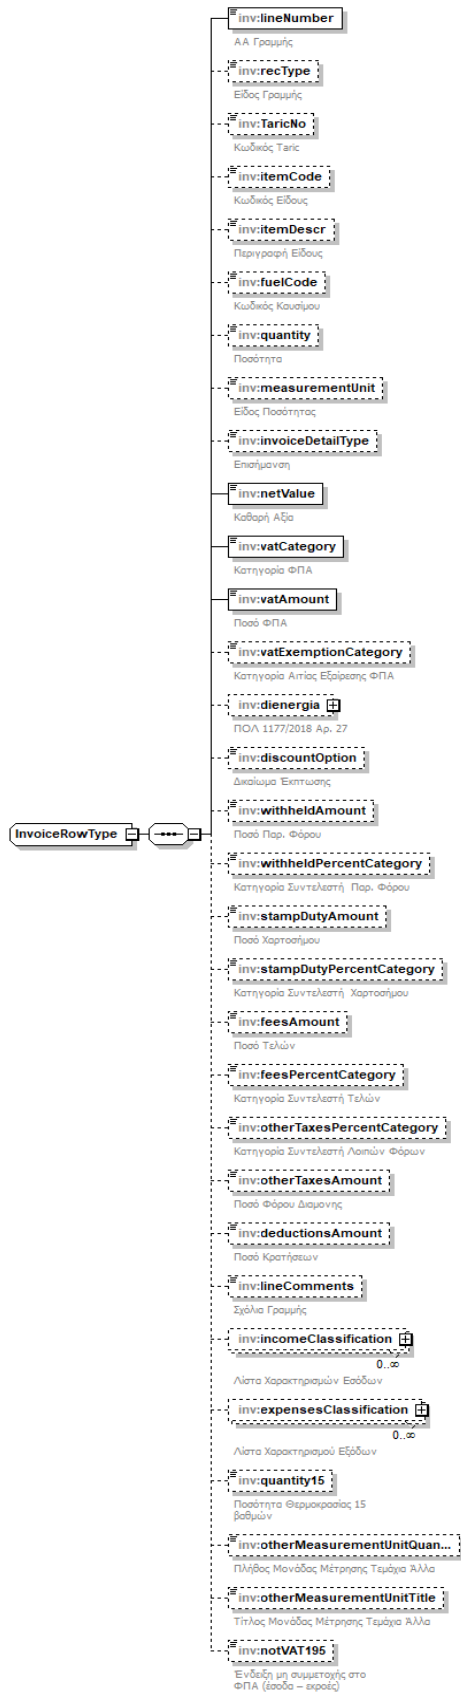 inv:lineNumber
ΑΑ Γραμμής
inv:recType
Είδος Γραμμής
inv:TaricNo
Κωδικός Taric
inv:itemCode
Κωδικός Είδους
inv:itemDescr
Περιγραφή Είδους
inv:fuelCode
Κωδικός Καυσίμου
inv:quantity
Ποσότητα
inv:measurementUnit
Είδος Ποσότητας
inv:invoiceDetailType
Επισήμανση
inv:netValue
Καθαρή Αξία
inv:vatCategory
Κατηγορία ΦΠΑ
inv:vatAmount
Ποσό ΦΠΑ
inv:vatExemptionCategory
Κατηγορία Αιτίας Εξαίρεσης ΦΠΑ
inv:dienergia
ΠΟΛ 1177/2018 Αρ. 27
inv:discountOption
Δικαίωμα Έκπτωσης
InvoiceRowType
inv:withheldAmount
Ποσό Παρ. Φόρου
inv:withheldPercentCategory
Κατηγορία Συντελεστή Παρ. Φόρου
inv:stampDutyAmount
Ποσό Χαρτοσήμου
inv:stampDutyPercentCategory
Κατηγορία Συντελεστή Χαρτοσήμου
inv:feesAmount
Ποσό Τελών
inv:feesPercentCategory
Κατηγορία Συντελεστή Τελών
inv:otherTaxesPercentCategory
Κατηγορία Συντελεστή Λοιπών Φόρων
inv:otherTaxesAmount
Ποσό Φόρου Διαμονης
inv:deductionsAmount
Ποσό Κρατήσεων
inv:lineComments
Σχόλια Γραμμής
inv:incomeClassification
0..∞
Λίστα Χαρακτηρισμών Εσόδων
inv:expensesClassification
0..∞
Λίστα Χαρακτηρισμού Εξόδων
inv:quantity15
Ποσότητα Θερμοκρασίας 15
βαθμών
inv:otherMeasurementUnitQuan...
Πλήθος Μονάδας Μέτρησης Τεμάχια Άλλα
inv:otherMeasurementUnitTitle
Τίτλος Μονάδας Μέτρησης Τεμάχια Άλλα
inv:notVAT195
Ένδειξη μη συμμετοχής στο
ΦΠΑ (έσοδα – εκροές)